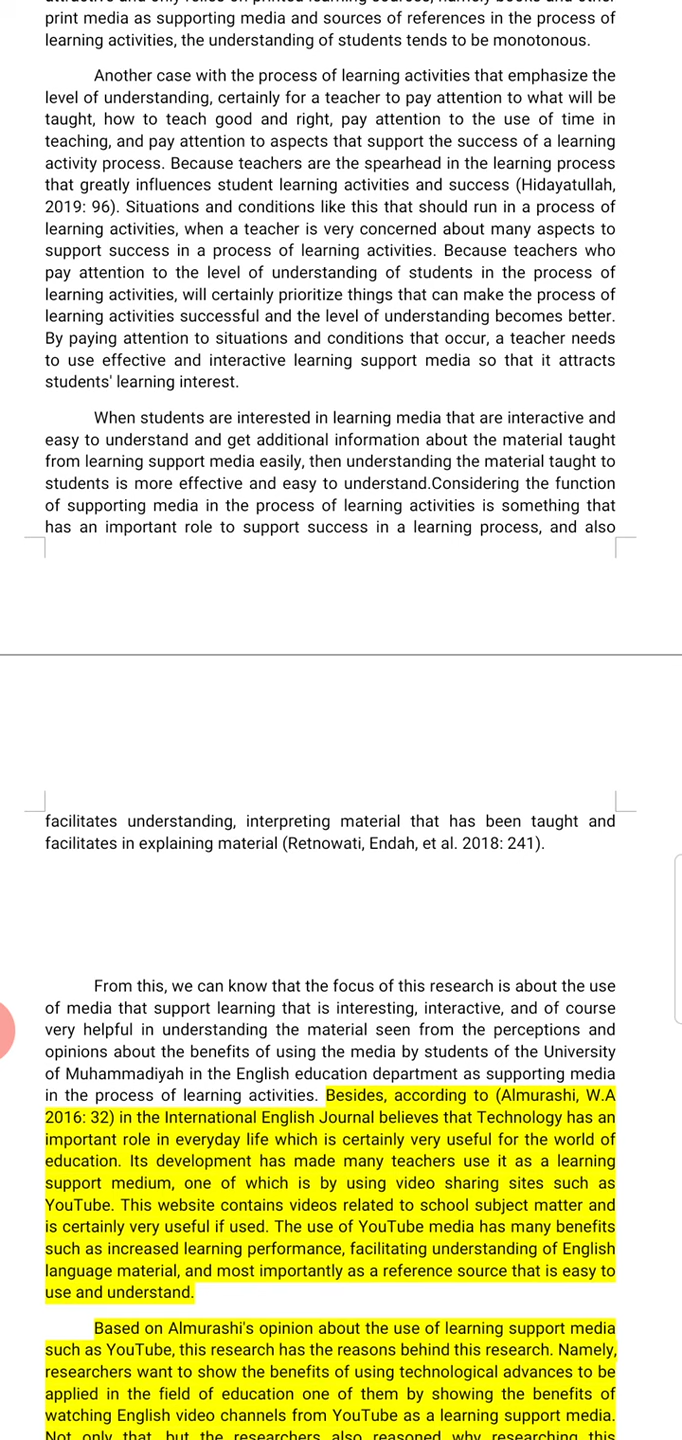 print media as supporting media and sources of references in the process of
learning activities, the understanding of students tends to be monotonous.
Another case with the process of learning activities that emphasize the
level of understanding, certainly for a teacher to pay attention to what will be
taught, how to teach good and right, pay attention to the use of time in
teaching, and pay attention to aspects that support the success of a learning
activity process. Because teachers are the spearhead in the learning process
that greatly influences student learning activities and success (Hidayatullah,
2019: 96). Situations and conditions like this that should run in a process of
learning activities, when a teacher is very concerned about many aspects to
support success in a process of learning activities. Because teachers who
pay attention to the level of understanding of students in the process of
learning activities, will certainly prioritize things that can make the process of
learning activities successful and the level of understanding becomes better.
By paying attention to situations and conditions that occur, a teacher needs
to use effective and interactive learning support media so that it attracts
students' learning interest.
When students are interested in learning media that are interactive and
easy to understand and get additional information about the material taught
from learning support media easily, then understanding the material taught to
students is more effective and easy to understand.Considering the function
of supporting media in the process of learning activities is something that
has an important role to support success in a learning process, and also
facilitates understanding, interpreting material that has been taught and
facilitates in explaining material (Retnowati, Endah, et al. 2018: 241).
From this, we can know that the focus of this research is about the use
of media that support learning that is interesting, interactive, and of course
very helpful in understanding the material seen from the perceptions and
opinions about the benefits of using the media by students of the University
of Muhammadiyah in the English education department as supporting media
in the process of learning activities. Besides, according to (Almurashi, W.A
2016: 32) in the International English Journal believes that Technology has an
important role in everyday life which is certainly very useful for the world of
education. Its development has made many teachers use it as a learning
support medium, one of which is by using video sharing sites such as
YouTube. This website contains videos related to school subject matter and
is certainly very useful if used. The use of YouTube media has many benefits
such as increased learning performance, facilitating understanding of English
language material, and most importantly as a reference source that is easy to
use and understand.
Based on Almurashi's opinion about the use of learning support media
such as YouTube, this research has the reasons behind this research. Namely,
researchers want to show the benefits of using technological advances to be
applied in the field of education one of them by showing the benefits of
watching English video channels from YouTube as a learning support media.
Not only that, but the researchers also reasoned why researching this